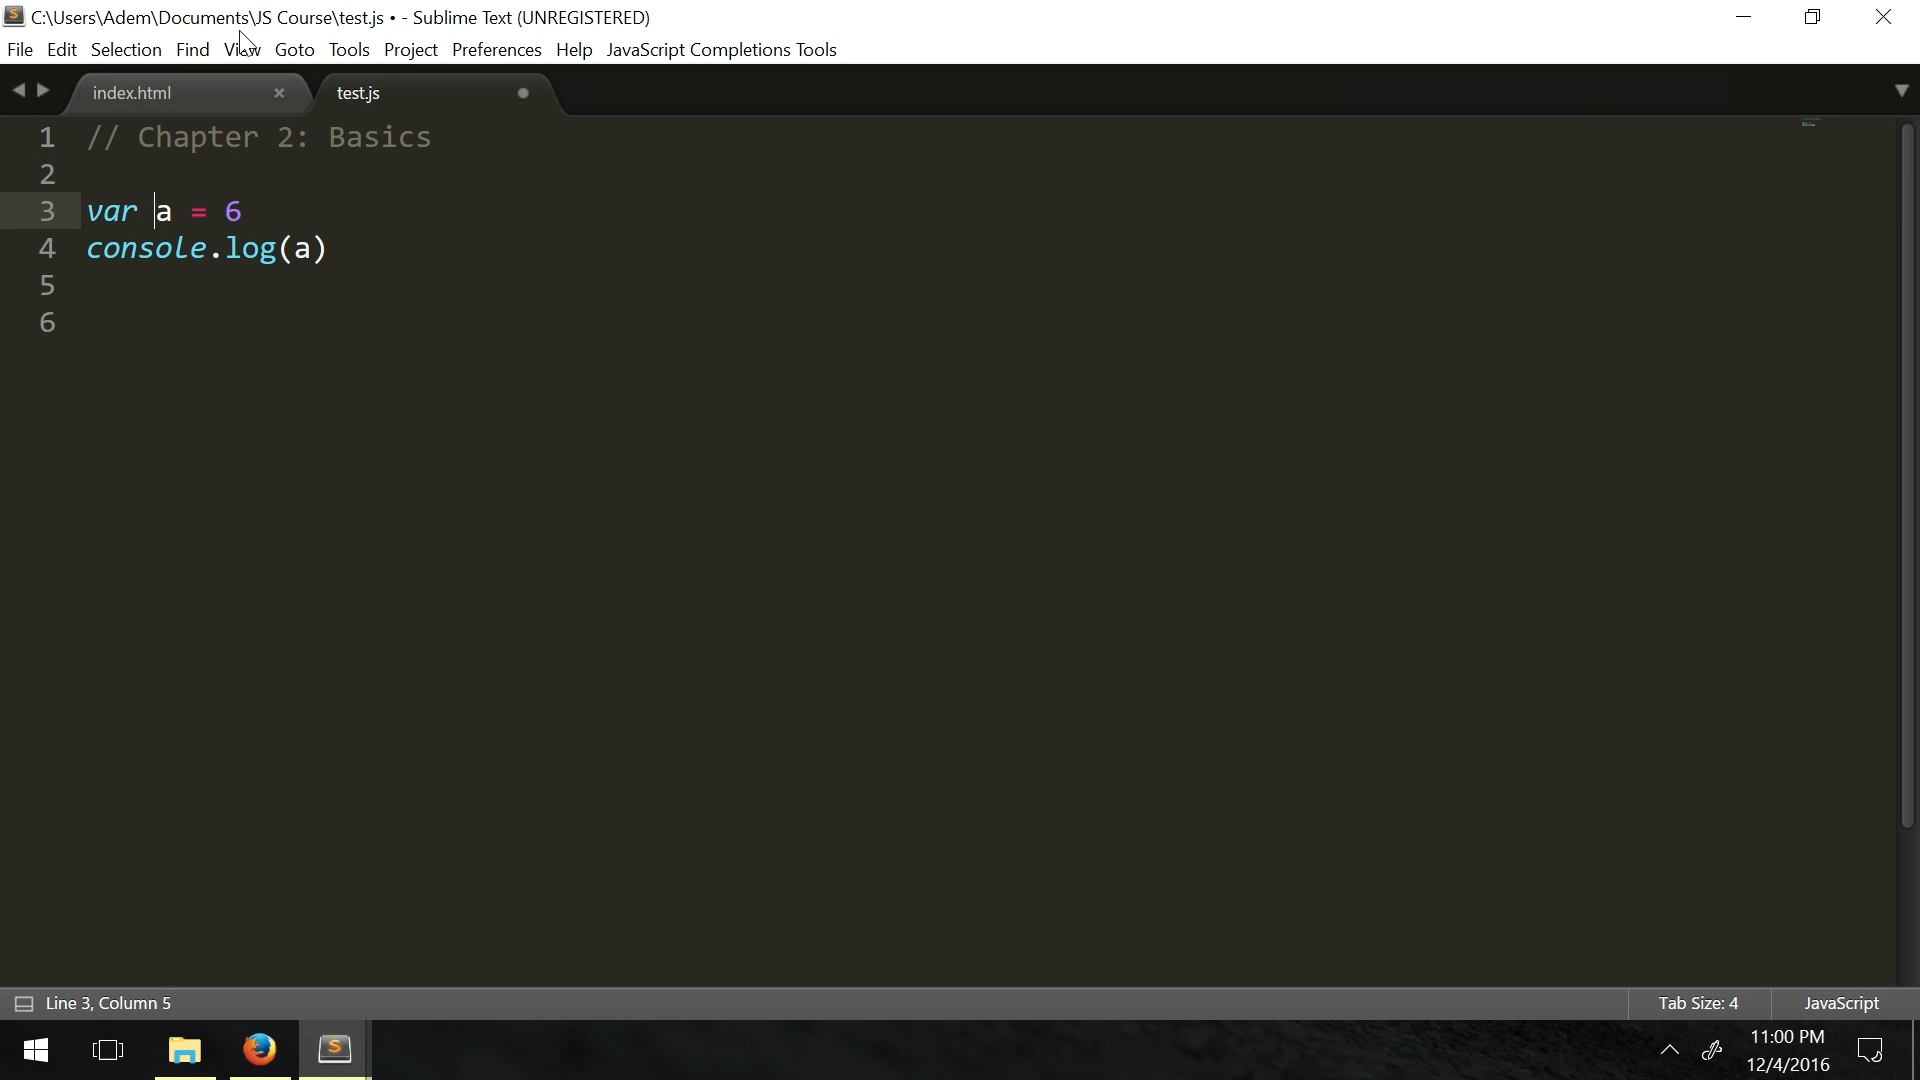 C:\Users\Adem\Documents\JS Course\test.js • - Sublime Text (UNREGISTERED)
File Edit Selection Find View Goto Tools Project Preferences Help JavaScript Completions Tools
index.html × test.js
1 // Chapter 2: Basics
2
3 var a = 6
4 console.log(a)
5
6
Line 3, Column 5 Tab Size: 4 JavaScript
11:00 PM
12/4/2016